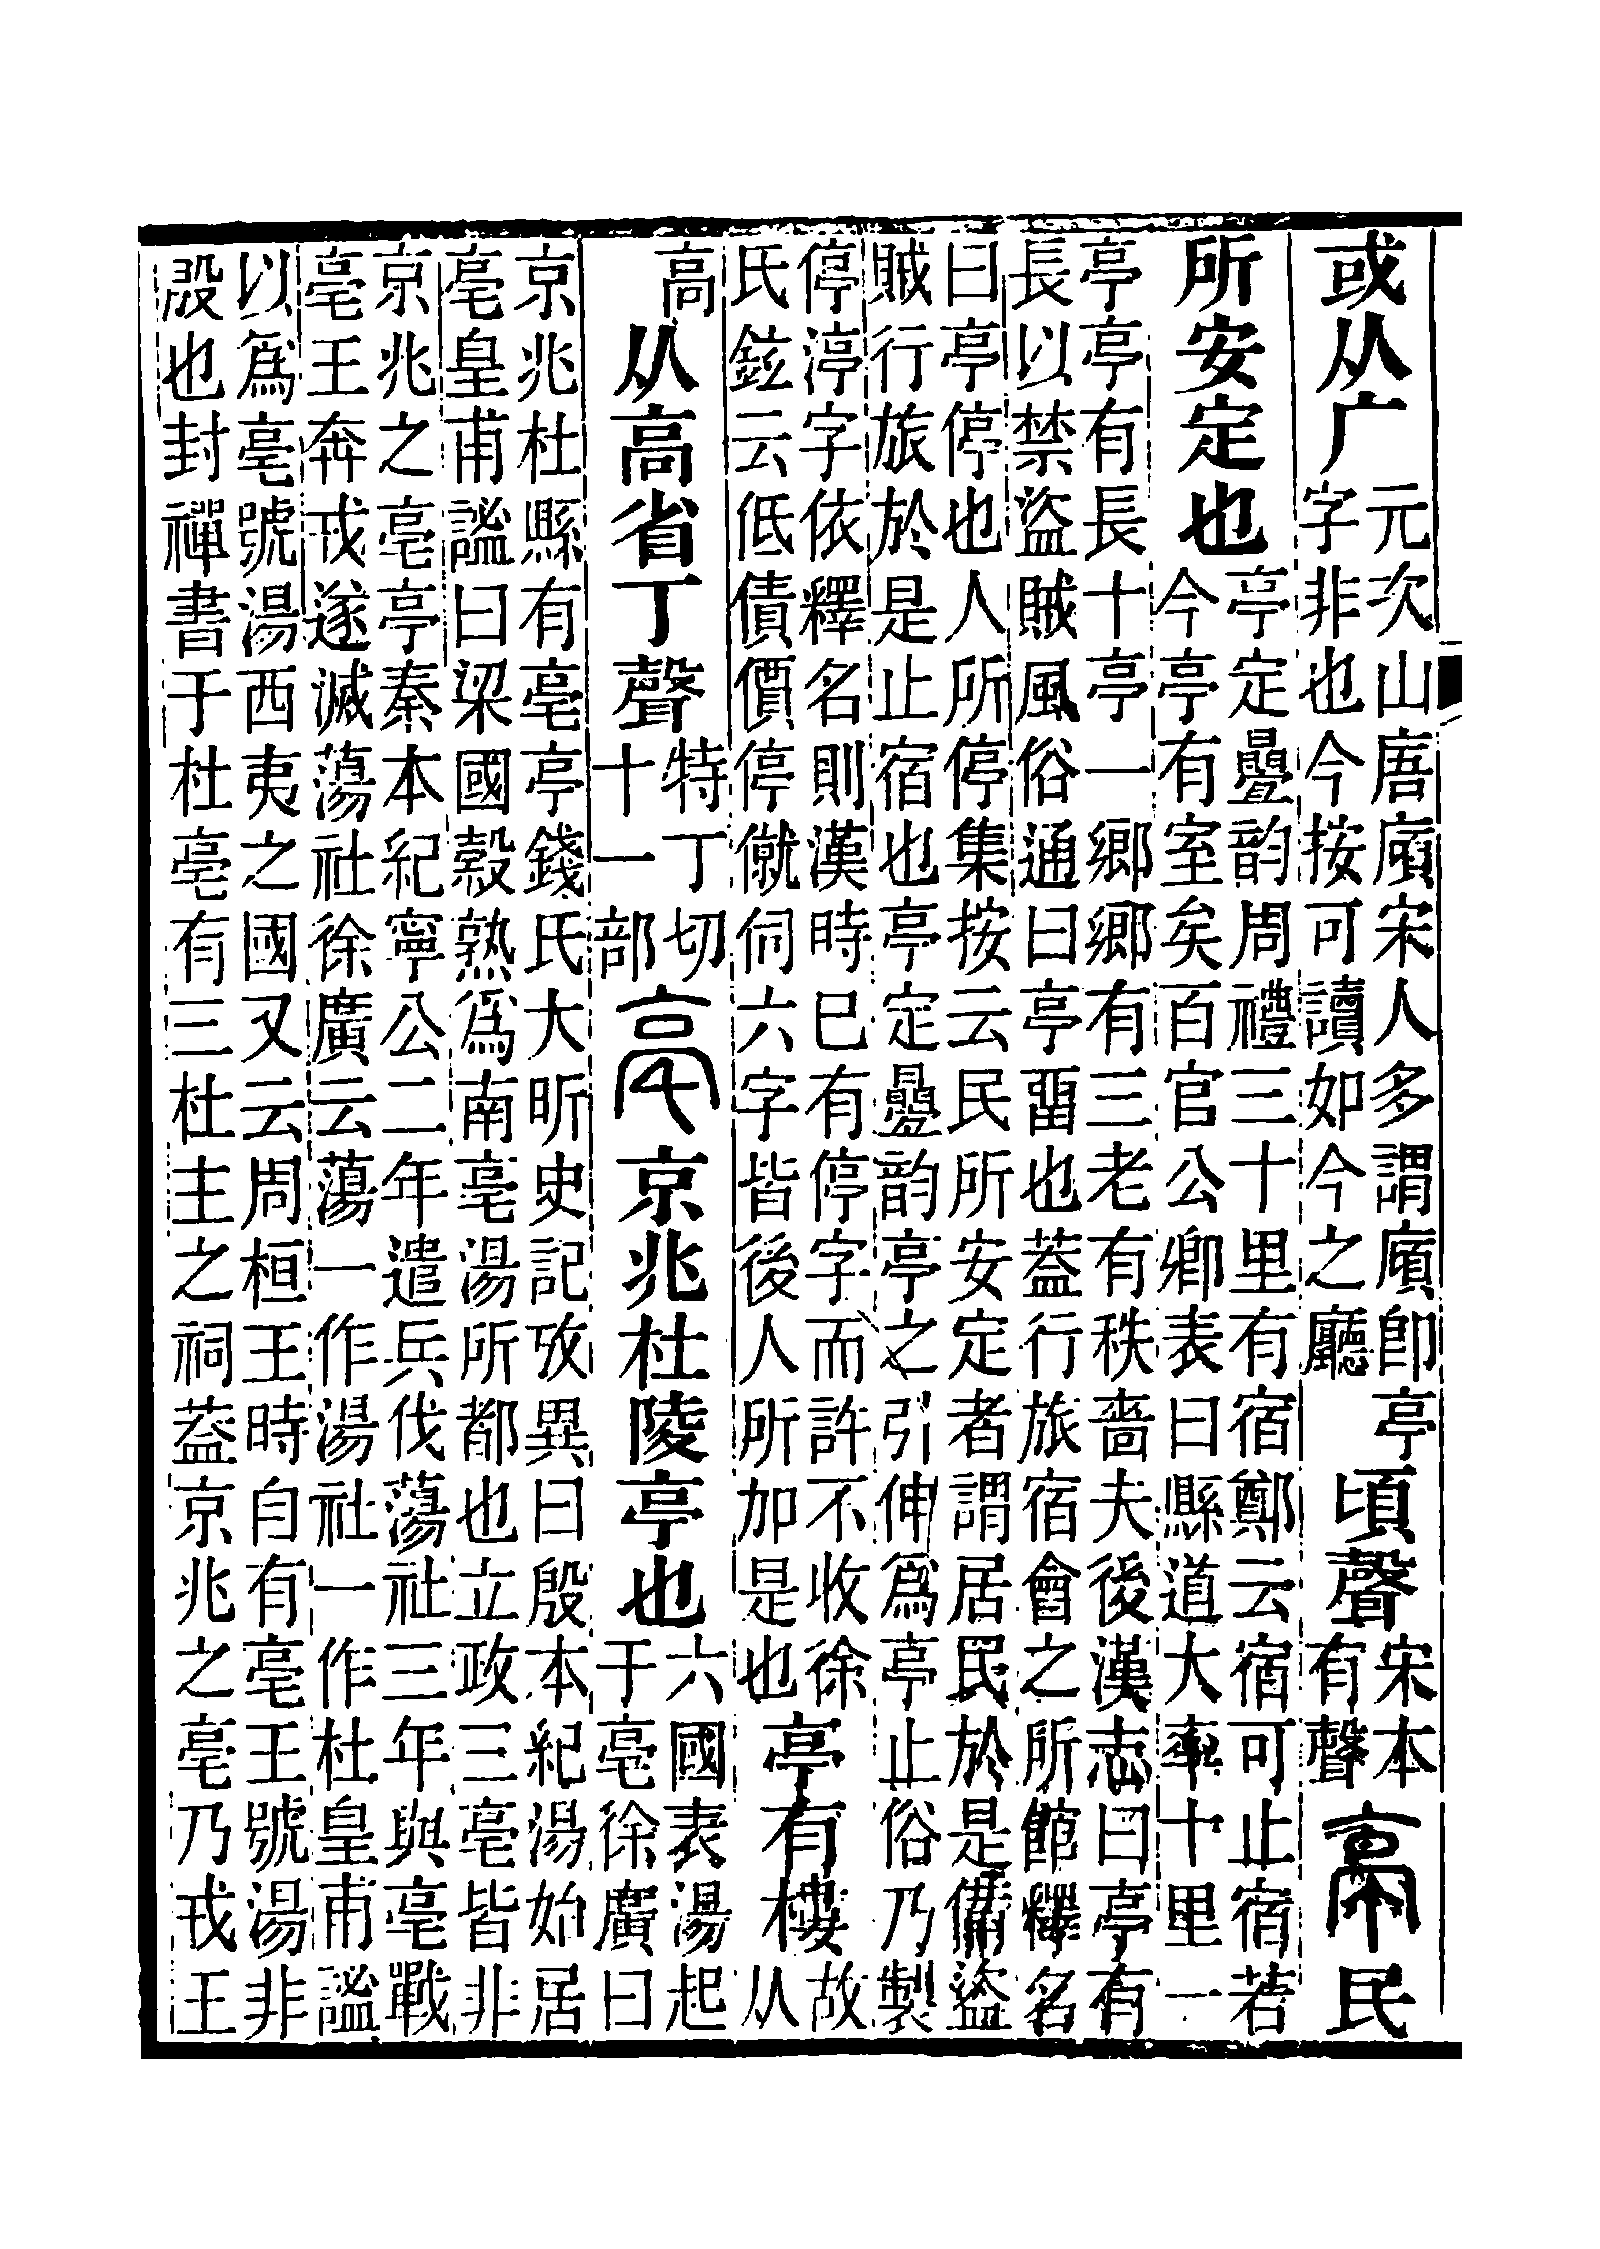 或从广元次山廎宋人多謂廎卽亭字非也今按可讀如今之廳頃聲宋本有聲亭民
所安定也亭定曡韵周禮三十里有宿鄭云宿可止宿若今亭有室矣百官公卿表曰縣道大率十里一
亭亭有長十亭一鄉鄉有三老有秩嗇夫後漢志曰亭有長以禁盜賊風俗通曰亭畱也葢行旅宿會之所館釋名
曰亭停也人所停集按云民所安定者謂居民於是備盜賊行旅於是止宿也亭定曡韵亭之引伸爲亭止俗乃製
停渟字依釋名則漢時已有停字而許不收徐氏鉉云低債價停僦伺六字皆後人所加是也亭有樓故从
高从高省丁聲特丁切十一部亳京兆杜陵亭也六國表湯起于亳徐廣曰
京兆杜縣有亳亭錢氏大昕史記攷異曰殷本紀湯始居亳皇甫謐曰梁國穀熟爲南亳湯所都也立政三亳皆非
京兆之亳亭秦本紀寧公二年遣兵伐蕩社三年與亳戰亳王奔戎遂滅蕩社徐廣云蕩一作湯社一作杜皇甫謐
以爲亳號湯西夷之國又云周桓王時自有亳王號湯非殷也封禪書于杜亳有三杜主之祠葢京兆之亳乃戎王